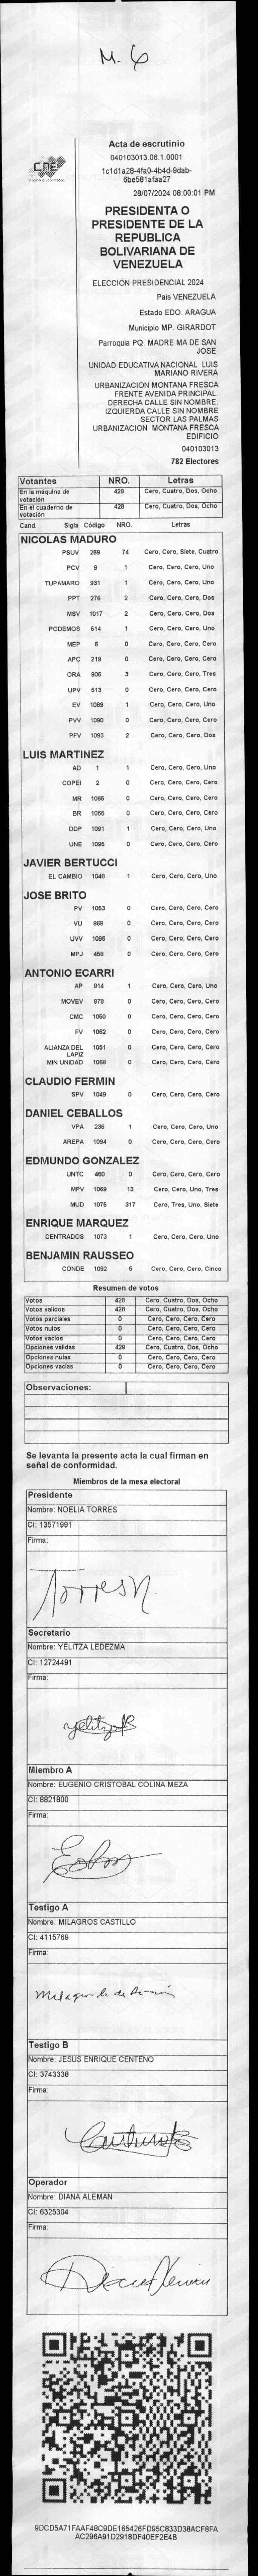 M. 6
CNE
Acta de escrutinio
040103013.06.1.0001
1c1d1a28-4fa0-4b4d-9dab-
6be581afaa27
28/07/2024 08:00:01 PM
PRESIDENTA O
PRESIDENTE DE LA
REPUBLICA
BOLIVARIANA DE
VENEZUELA
ELECCIÓN PRESIDENCIAL 2024
Pais VENEZUELA
Estado EDO. ARAGUA
Municipio MP. GIRARDOT
Parroquia PQ. MADRE MA DE SAN
JOSE
UNIDAD EDUCATIVA NACIONAL LUIS
MARIANO RIVERA
URBANIZACION MONTANA FRESCA
FRENTE AVENIDA PRINCIPAL.
DERECHA CALLE SIN NOMBRE.
IZQUIERDA CALLE SIN NOMBRE
SECTOR LAS PALMAS
URBANIZACION MONTANA FRESCA
EDIFICIO
040103013
782 Electores
Votantes NRO. Letras
En la máquina de votación 428 Cero, Cuatro, Dos, Ocho
En el cuaderno de votación 428 Cero, Cuatro, Dos, Ocho
Cand. Sigla Código NRO. Letras
NICOLAS MADURO
PSUV 269 74 Cero, Cero, Siete, Cuatro
PCV 9 1 Cero, Cero, Cero, Uno
TUPAMARO 931 1 Cero, Cero, Cero, Uno
PPT 276 2 Cero, Cero, Cero, Dos
MSV 1017 2 Cero, Cero, Cero, Dos
PODEMOS 514 1 Cero, Cero, Cero, Uno
MEP 6 0 Cero, Cero, Cero, Cero
APC 219 0 Cero, Cero, Cero, Cero
ORA 906 3 Cero, Cero, Cero, Tres
UPV 513 0 Cero, Cero, Cero, Cero
EV 1089 1 Cero, Cero, Cero, Uno
PVV 1090 0 Cero, Cero, Cero, Cero
PFV 1093 2 Cero, Cero, Cero, Dos
LUIS MARTINEZ
AD 1 1 Cero, Cero, Cero, Uno
COPEI 2 0 Cero, Cero, Cero, Cero
MR 1065 0 Cero, Cero, Cero, Cero
BR 1066 0 Cero, Cero, Cero, Cero
DDP 1091 1 Cero, Cero, Cero, Uno
UNE 1095 0 Cero, Cero, Cero, Cero
JAVIER BERTUCCI
EL CAMBIO 1048 1 Cero, Cero, Cero, Uno
JOSE BRITO
PV 1053 0 Cero, Cero, Cero, Cero
VU 868 0 Cero, Cero, Cero, Cero
UVV 1096 0 Cero, Cero, Cero, Cero
MPJ 458 0 Cero, Cero, Cero, Cero
ANTONIO ECARRI
AP 814 1 Cero, Cero, Cero, Uno
MOVEV 978 0 Cero, Cero, Cero, Cero
CMC 1050 0 Cero, Cero, Cero, Cero
FV 1062 0 Cero, Cero, Cero, Cero
ALIANZA DEL LAPIZ 1051 0 Cero, Cero, Cero, Cero
MIN UNIDAD 1068 0 Cero, Cero, Cero, Cero
CLAUDIO FERMIN
SPV 1049 0 Cero, Cero, Cero, Cero
DANIEL CEBALLOS
VPA 236 1 Cero, Cero, Cero, Uno
AREPA 1094 0 Cero, Cero, Cero, Cero
EDMUNDO GONZALEZ
UNTC 460 0 Cero, Cero, Cero, Cero
MPV 1069 13 Cero, Cero, Uno, Tres
MUD 1075 317 Cero, Tres, Uno, Siete
ENRIQUE MARQUEZ
CENTRADOS 1073 1 Cero, Cero, Cero, Uno
BENJAMIN RAUSSEO
CONDE 1092 5 Cero, Cero, Cero, Cinco
Resumen de votos
Votos 428 Cero, Cuatro, Dos, Ocho
Votos validos 428 Cero, Cuatro, Dos, Ocho
Votos parciales 0 Cero, Cero, Cero, Cero
Votos nulos 0 Cero, Cero, Cero, Cero
Votos vacios 0 Cero, Cero, Cero, Cero
Opciones validas 428 Cero, Cuatro, Dos, Ocho
Opciones nulas 0 Cero, Cero, Cero, Cero
Opciones vacias 0 Cero, Cero, Cero, Cero
Observaciones:
Se levanta la presente acta la cual firman en
señal de conformidad.
Miembros de la mesa electoral
Presidente
Nombre: NOELIA TORRES
CI: 13571991
Firma:
Torres N.
Secretario
Nombre: YELITZA LEDEZMA
CI: 12724491
Firma:
Miembro A
Nombre: EUGENIO CRISTOBAL COLINA MEZA
CI: 8821800
Firma:
Testigo A
Nombre: MILAGROS CASTILLO
CI: 4115769
Firma:
Testigo B
Nombre: JESUS ENRIQUE CENTENO
CI: 3743338
Firma:
Operador
Nombre: DIANA ALEMAN
CI: 6325304
Firma:
9DCD5A71FAAF48C9DE165426FD95C833D38ACF8FA
AC296A91D2918DF40EF2E4B